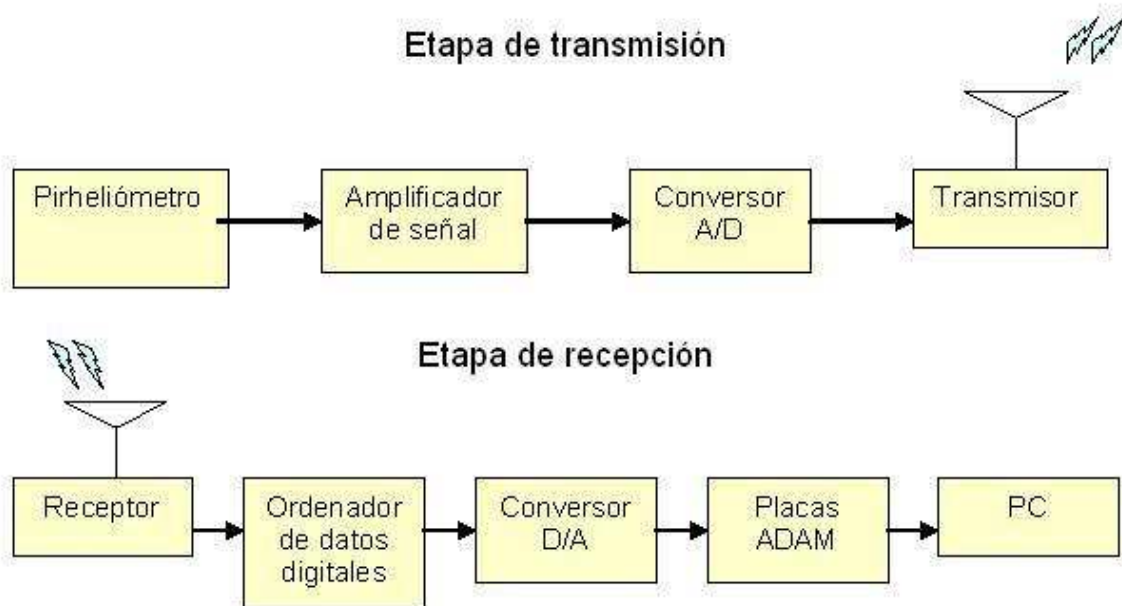 Etapa de transmisión
Pirheliómetro
Amplificador
de señal
Conversor
A/D
Transmisor
Etapa de recepción
Receptor
Ordenador
de datos
digitales
Conversor
D/A
Placas
ADAM
PC